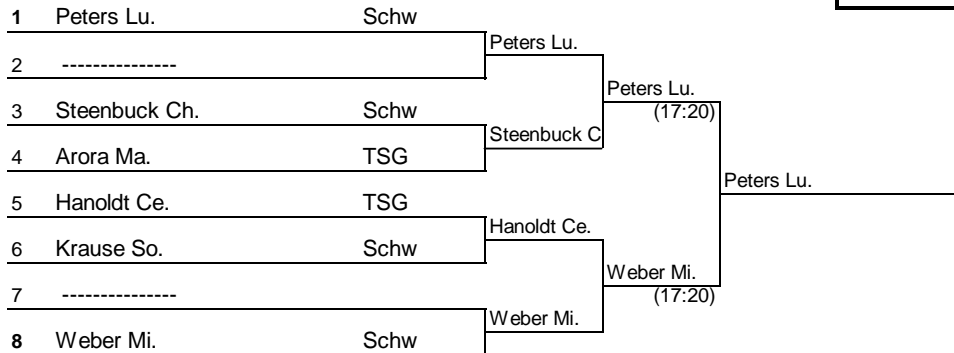 1 Peters Lu. Schw
Peters Lu.
2 ---------------
Peters Lu.
3 Steenbuck Ch. Schw
(17:20)
Steenbuck C
4 Arora Ma. TSG
Peters Lu.
5 Hanoldt Ce. TSG
Hanoldt Ce.
6 Krause So. Schw
Weber Mi.
7 ---------------
(17:20)
Weber Mi.
8 Weber Mi. Schw